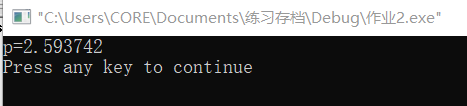 "C:\Users\CORE\Documents\练习存档\Debug\作业2.exe"
p=2.593742
Press any key to continue